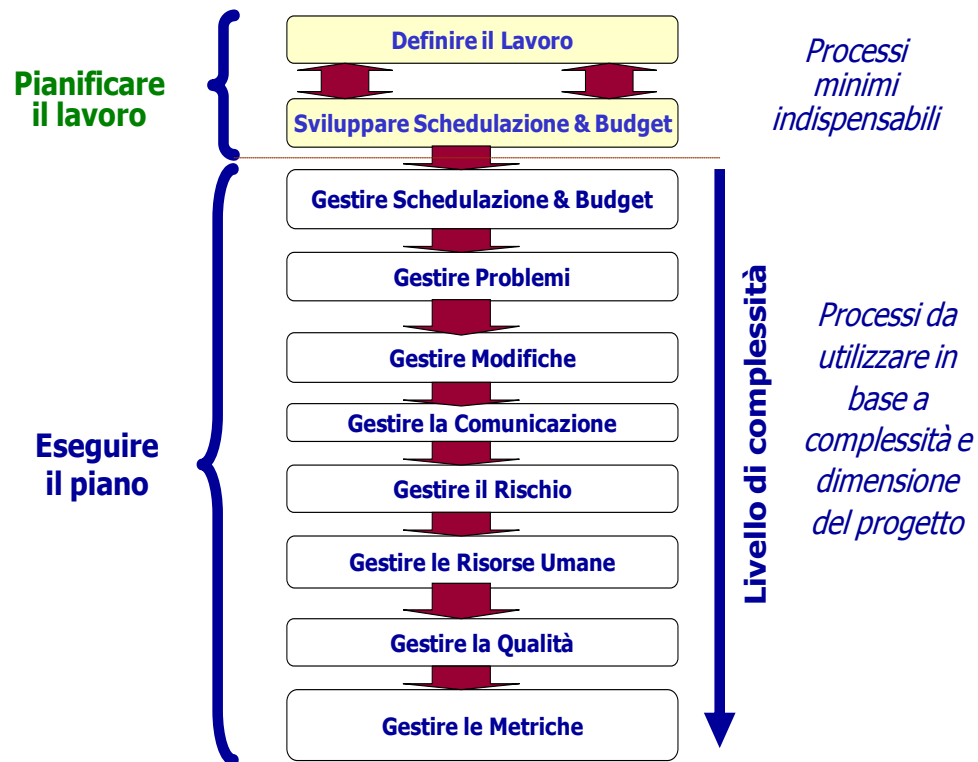 Definire il Lavoro
Pianificare
il lavoro
Processi
minimi
indispensabili
Sviluppare Schedulazione & Budget
Gestire Schedulazione & Budget
Gestire Problemi
Gestire Modifiche
Gestire la Comunicazione
Eseguire
il piano
Gestire il Rischio
Gestire le Risorse Umane
Gestire la Qualità
Gestire le Metriche
Livello di complessità
Processi da
utilizzare in
base a
complessità e
dimensione
del progetto